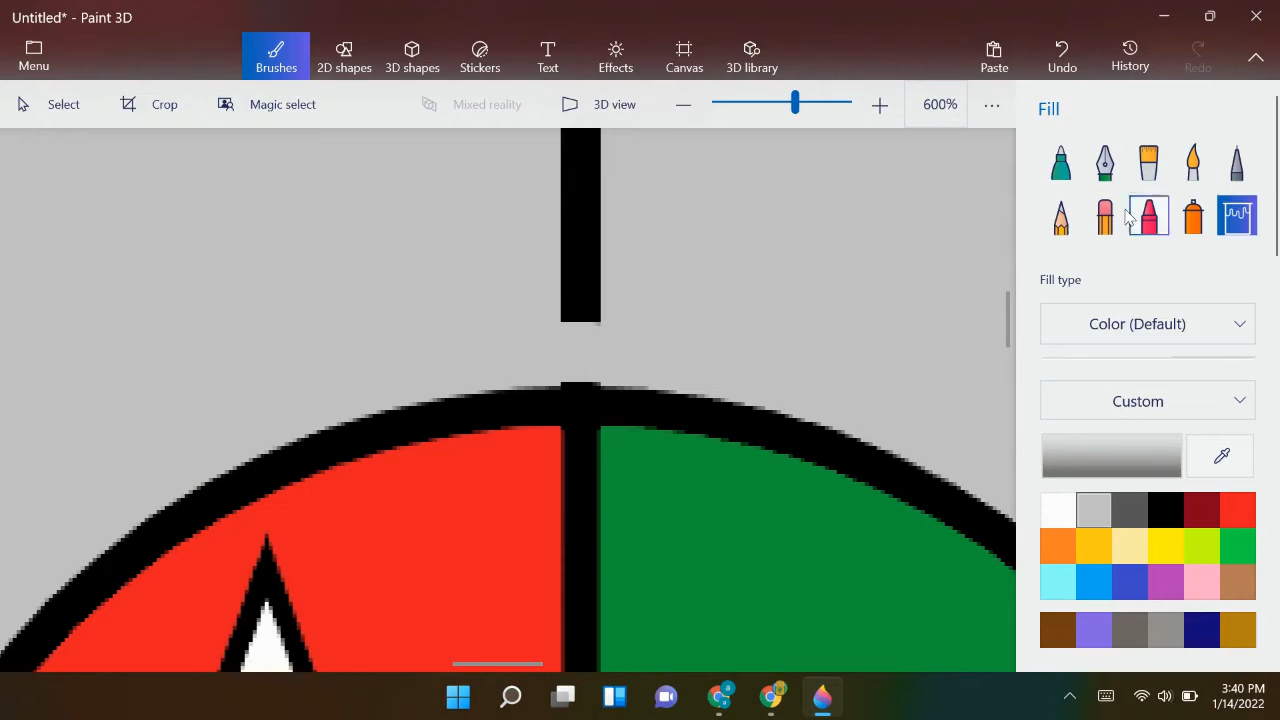 Untitled* - Paint 3D
Menu
Brushes 2D shapes 3D shapes Stickers Text Effects Canvas 3D library Paste Undo History Redo
Select Crop Magic select Mixed reality 3D view 600%
Fill
Fill type
Color (Default)
Custom
3:40 PM
1/14/2022